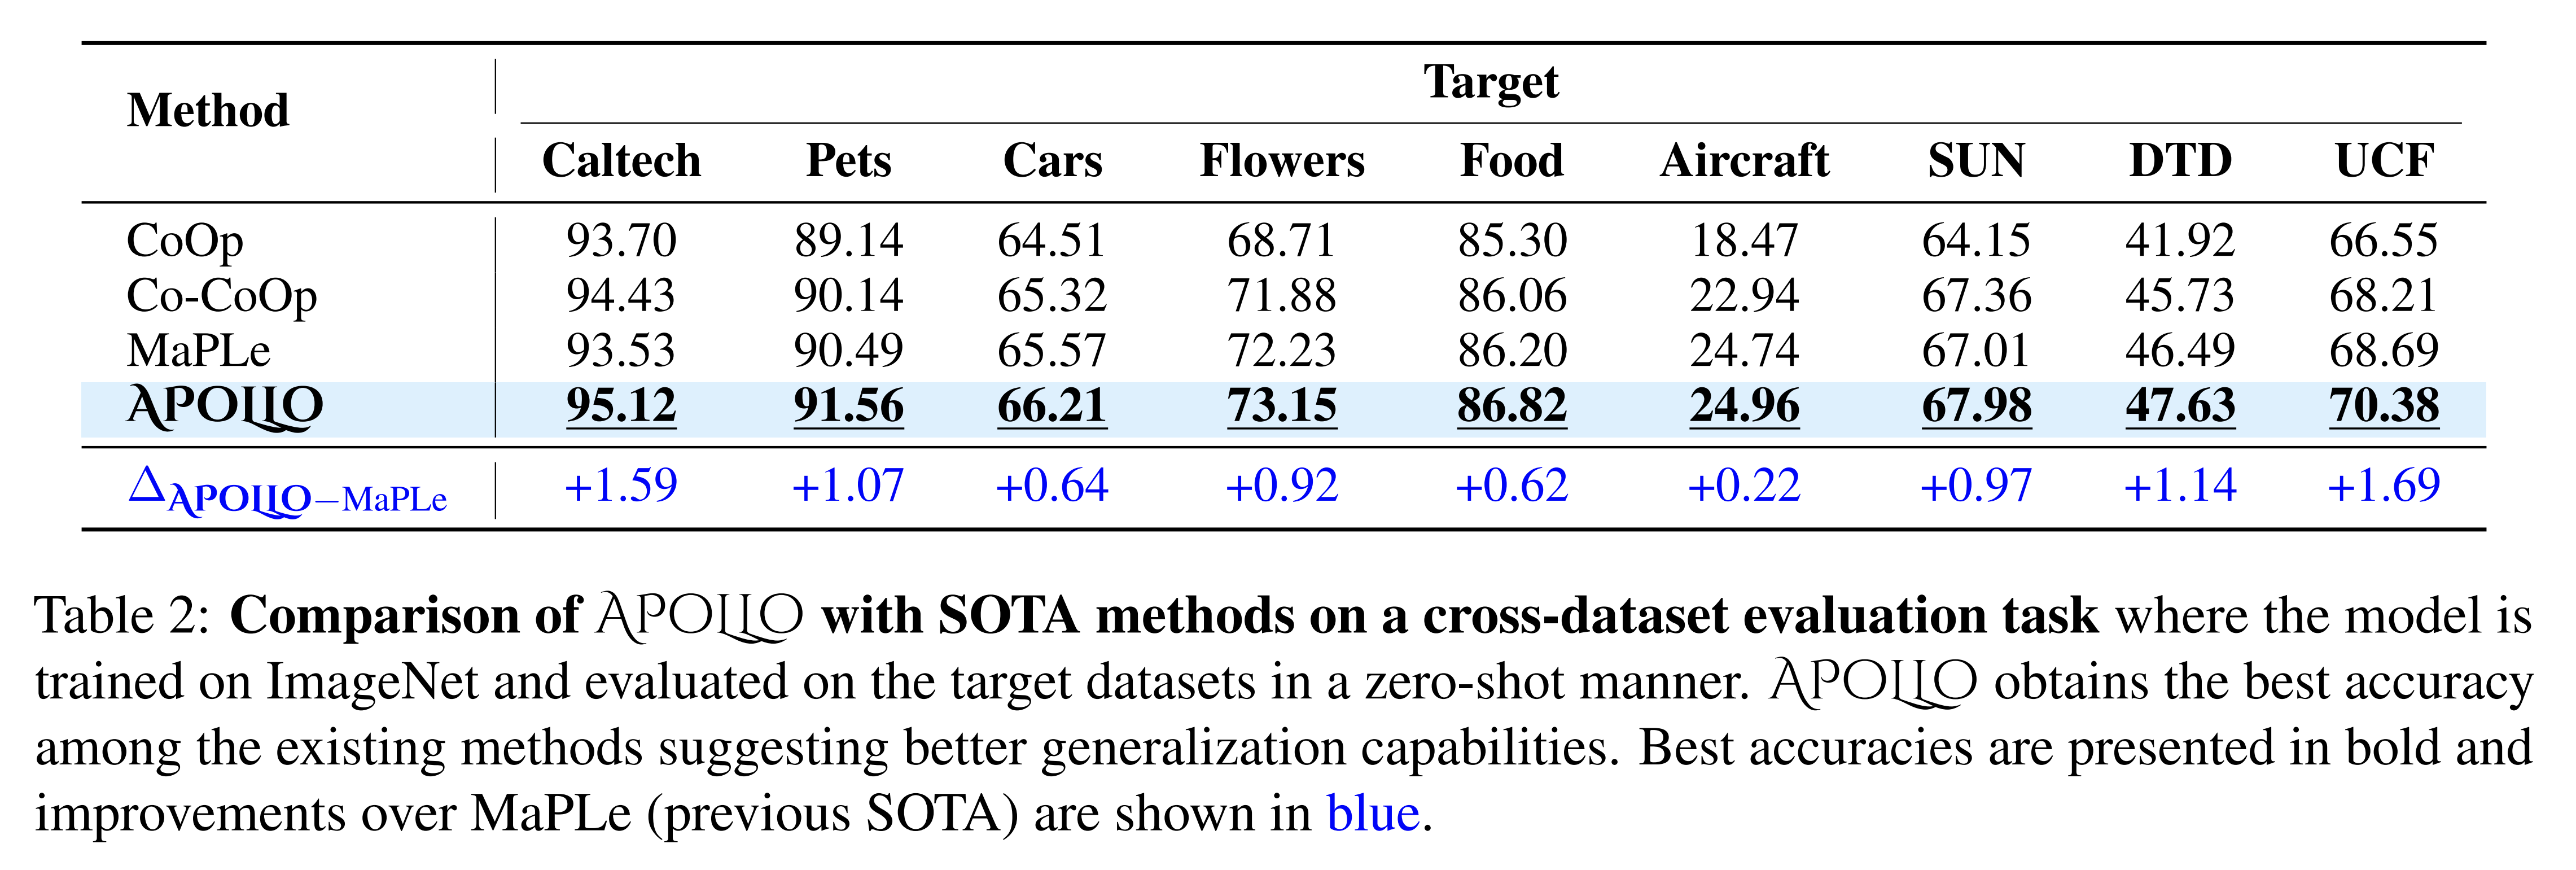 Method Target
Caltech Pets Cars Flowers Food Aircraft SUN DTD UCF
CoOp 93.70 89.14 64.51 68.71 85.30 18.47 64.15 41.92 66.55
Co-CoOp 94.43 90.14 65.32 71.88 86.06 22.94 67.36 45.73 68.21
MaPLe 93.53 90.49 65.57 72.23 86.20 24.74 67.01 46.49 68.69
APOLLO 95.12 91.56 66.21 73.15 86.82 24.96 67.98 47.63 70.38
Δ APOLLO−MaPLe +1.59 +1.07 +0.64 +0.92 +0.62 +0.22 +0.97 +1.14 +1.69
Table 2: Comparison of APOLLO with SOTA methods on a cross-dataset evaluation task where the model is
trained on ImageNet and evaluated on the target datasets in a zero-shot manner. APOLLO obtains the best accuracy
among the existing methods suggesting better generalization capabilities. Best accuracies are presented in bold and
improvements over MaPLe (previous SOTA) are shown in blue.